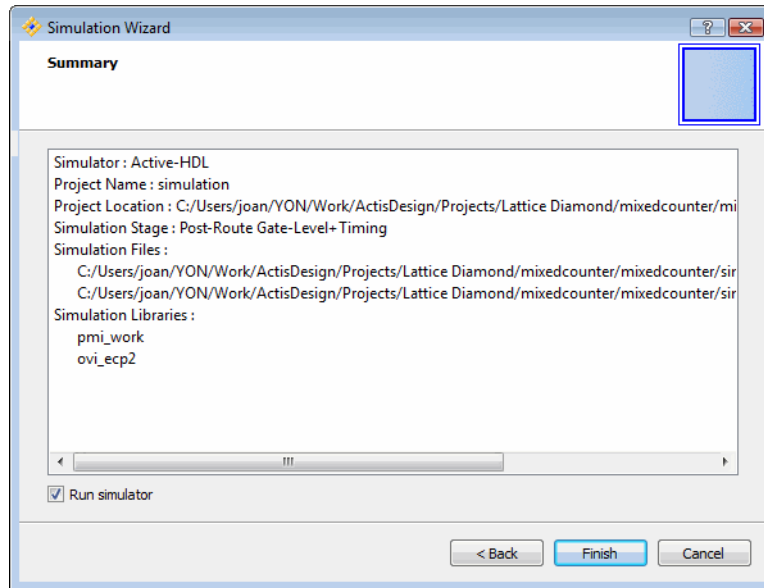 Simulation Wizard
Summary
Simulator : Active-HDL
Project Name : simulation
Project Location : C:/Users/joan/YON/Work/ActisDesign/Projects/Lattice Diamond/mixedcounter/mi
Simulation Stage : Post-Route Gate-Level+Timing
Simulation Files :
C:/Users/joan/YON/Work/ActisDesign/Projects/Lattice Diamond/mixedcounter/mixedcounter/sir
C:/Users/joan/YON/Work/ActisDesign/Projects/Lattice Diamond/mixedcounter/mixedcounter/sir
Simulation Libraries :
pmi_work
ovi_ecp2
Run simulator
< Back Finish Cancel